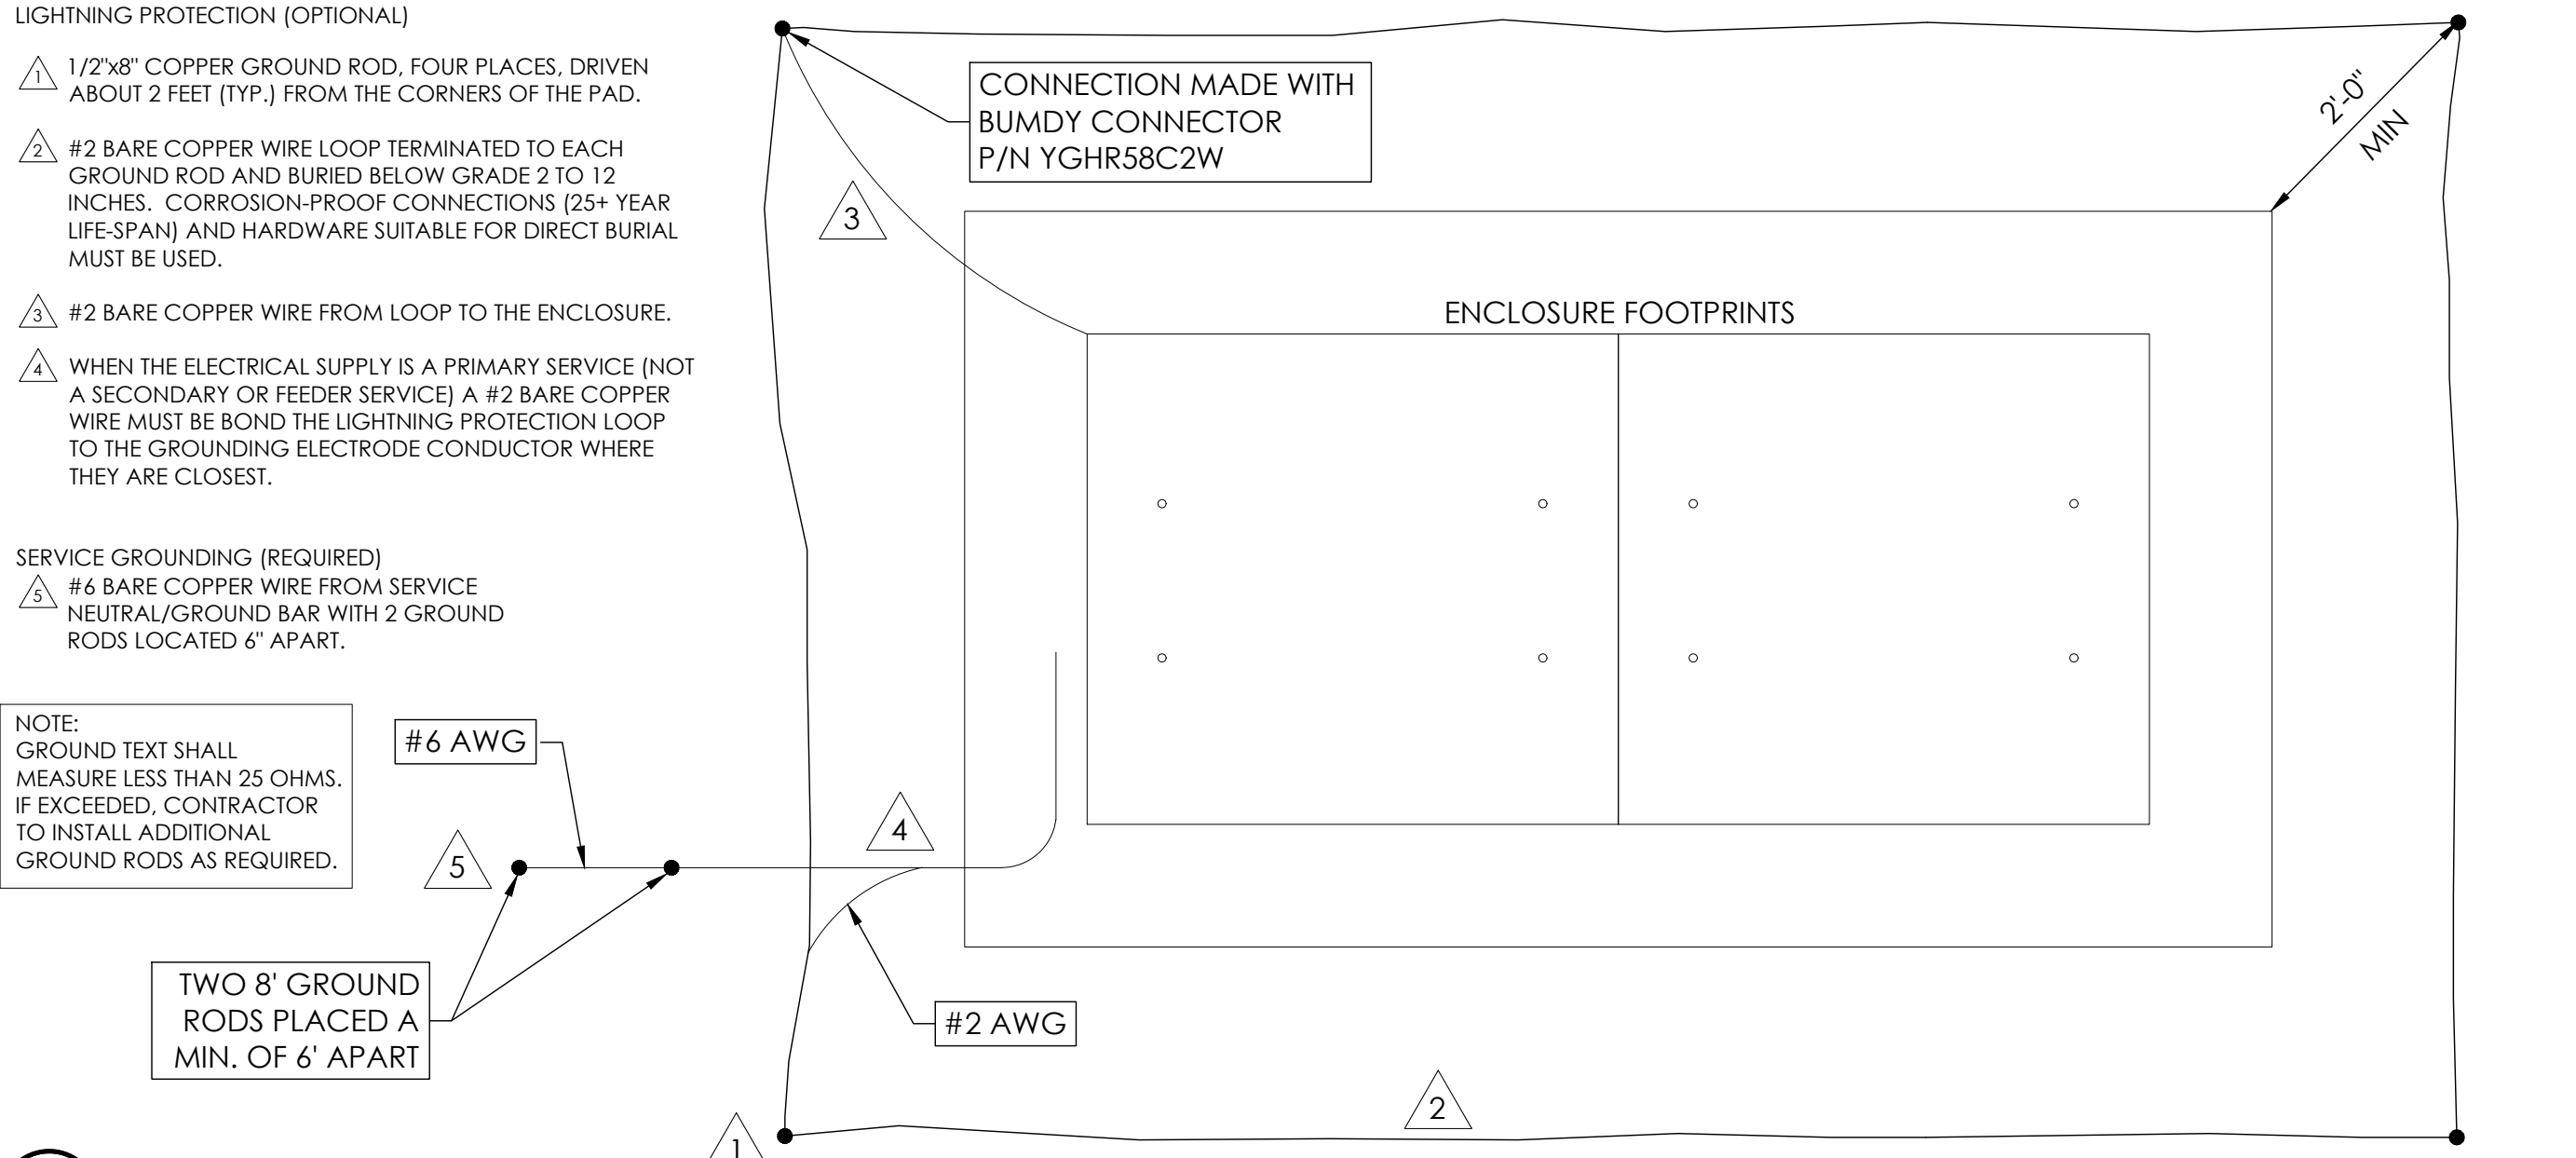 LIGHTNING PROTECTION (OPTIONAL)
1 1/2"x8" COPPER GROUND ROD, FOUR PLACES, DRIVEN
ABOUT 2 FEET (TYP.) FROM THE CORNERS OF THE PAD.
2 #2 BARE COPPER WIRE LOOP TERMINATED TO EACH
GROUND ROD AND BURIED BELOW GRADE 2 TO 12
INCHES. CORROSION-PROOF CONNECTIONS (25+ YEAR
LIFE-SPAN) AND HARDWARE SUITABLE FOR DIRECT BURIAL
MUST BE USED.
3 #2 BARE COPPER WIRE FROM LOOP TO THE ENCLOSURE.
4 WHEN THE ELECTRICAL SUPPLY IS A PRIMARY SERVICE (NOT
A SECONDARY OR FEEDER SERVICE) A #2 BARE COPPER
WIRE MUST BE BOND THE LIGHTNING PROTECTION LOOP
TO THE GROUNDING ELECTRODE CONDUCTOR WHERE
THEY ARE CLOSEST.
SERVICE GROUNDING (REQUIRED)
5 #6 BARE COPPER WIRE FROM SERVICE
NEUTRAL/GROUND BAR WITH 2 GROUND
RODS LOCATED 6" APART.
NOTE:
GROUND TEXT SHALL
MEASURE LESS THAN 25 OHMS.
IF EXCEEDED, CONTRACTOR
TO INSTALL ADDITIONAL
GROUND RODS AS REQUIRED.
#6 AWG
5
TWO 8' GROUND
RODS PLACED A
MIN. OF 6' APART
CONNECTION MADE WITH
BUMDY CONNECTOR
P/N YGHR58C2W
3
2'-0"
MIN
ENCLOSURE FOOTPRINTS
4
#2 AWG
2
1